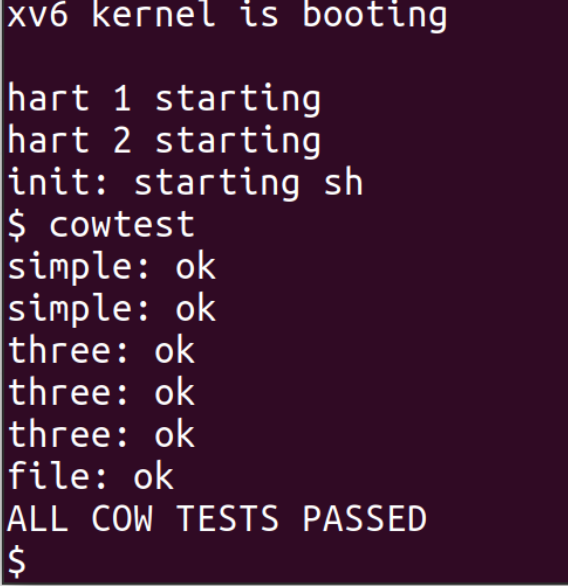 xv6 kernel is booting
hart 1 starting
hart 2 starting
init: starting sh
$ cowtest
simple: ok
simple: ok
three: ok
three: ok
three: ok
file: ok
ALL COW TESTS PASSED
$